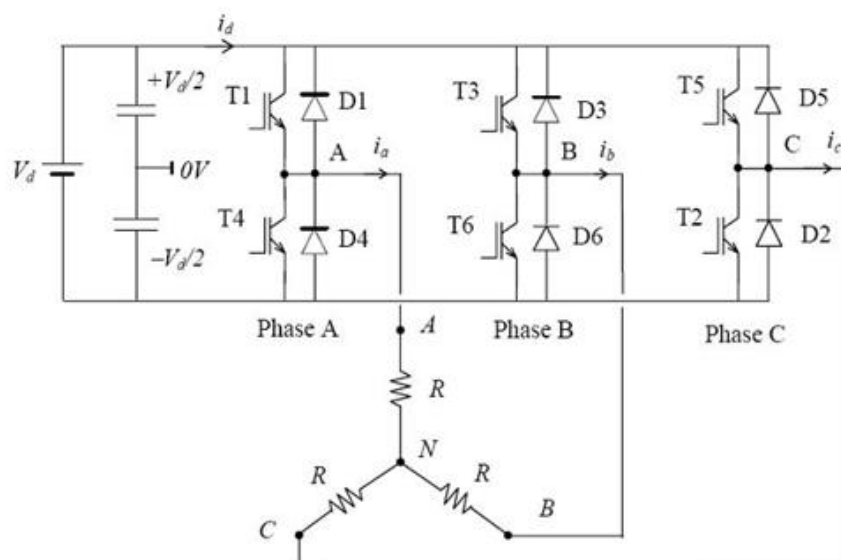 i_d
+V_d/2
T1
D1
T3
D3
T5
D5
A
i_a
B
i_b
C
i_c
V_d
0V
T4
D4
T6
D6
T2
D2
–V_d/2
Phase A
A
Phase B
Phase C
R
N
R
R
C
B